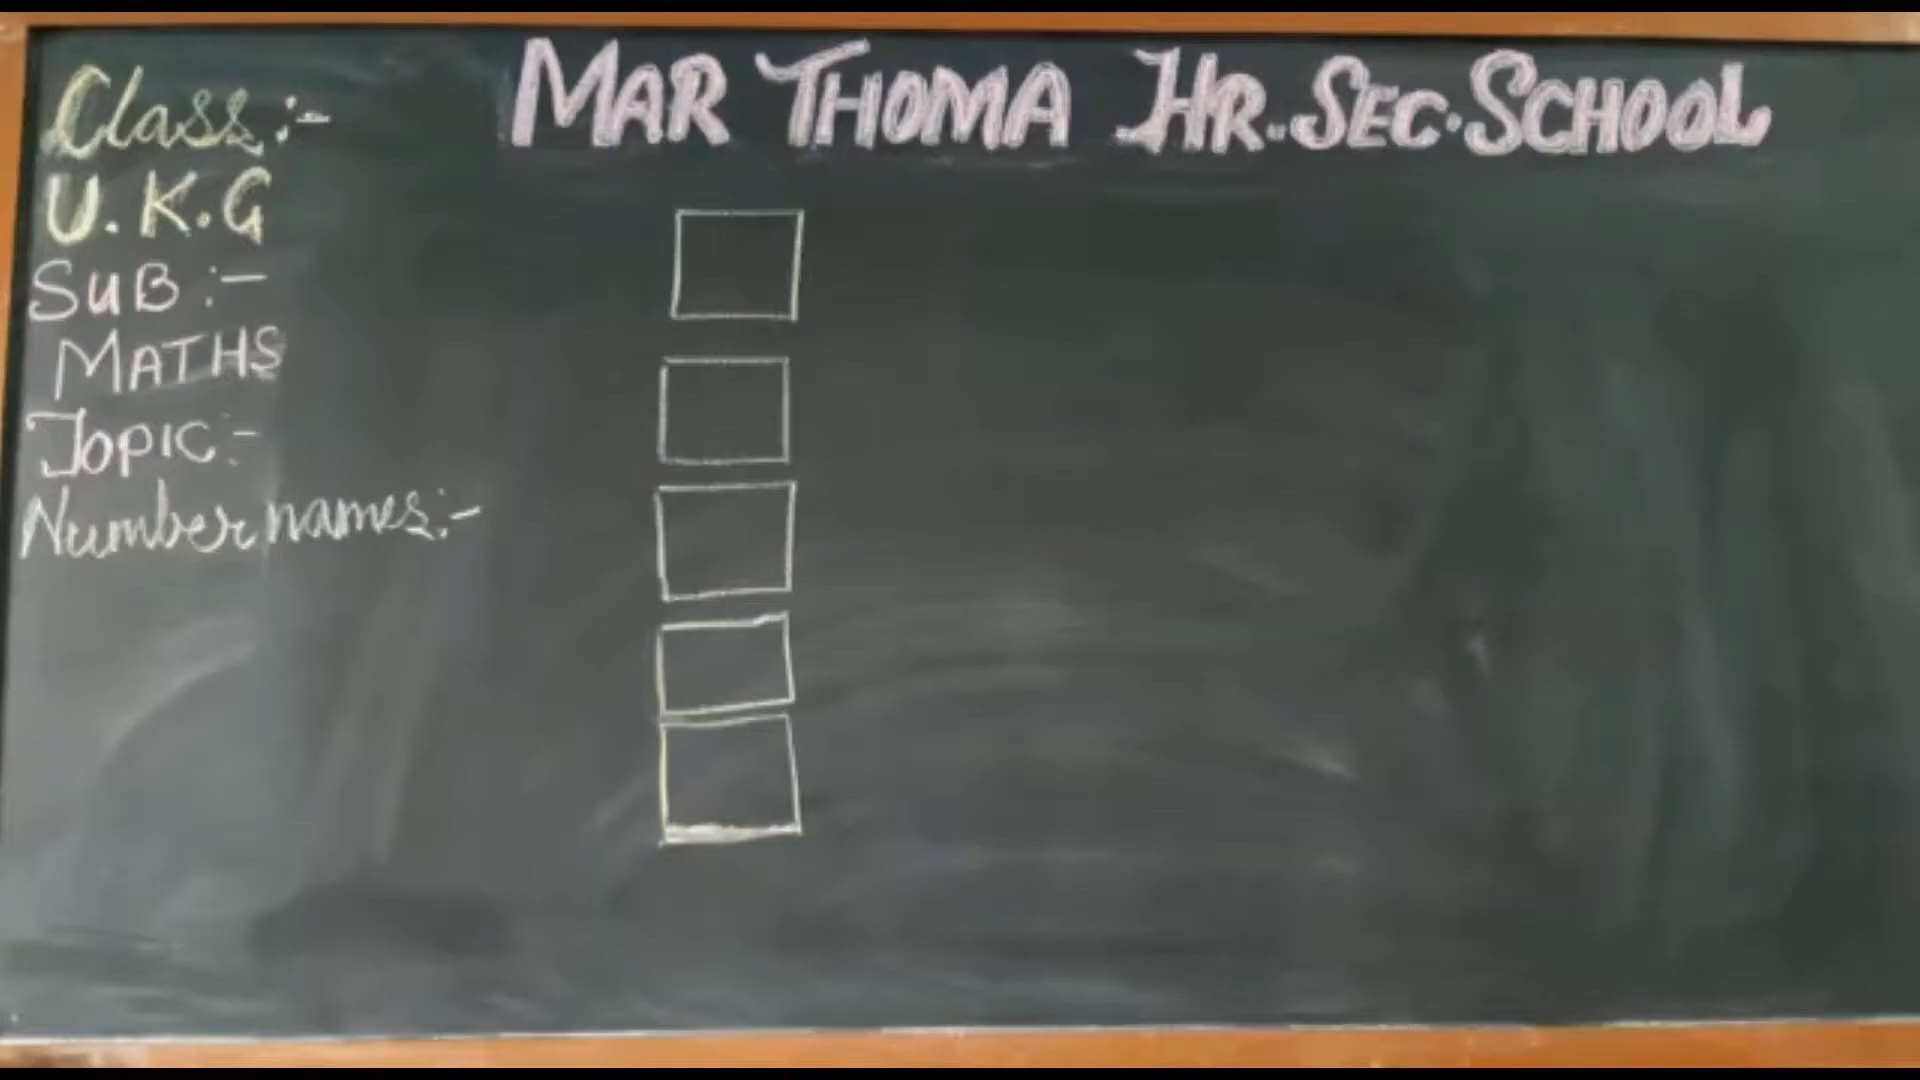 MAR THOMA HR. SEC. SCHOOL
Class:-
U.K.G
SUB:-
MATHS
TOPIC:-
Number names:-